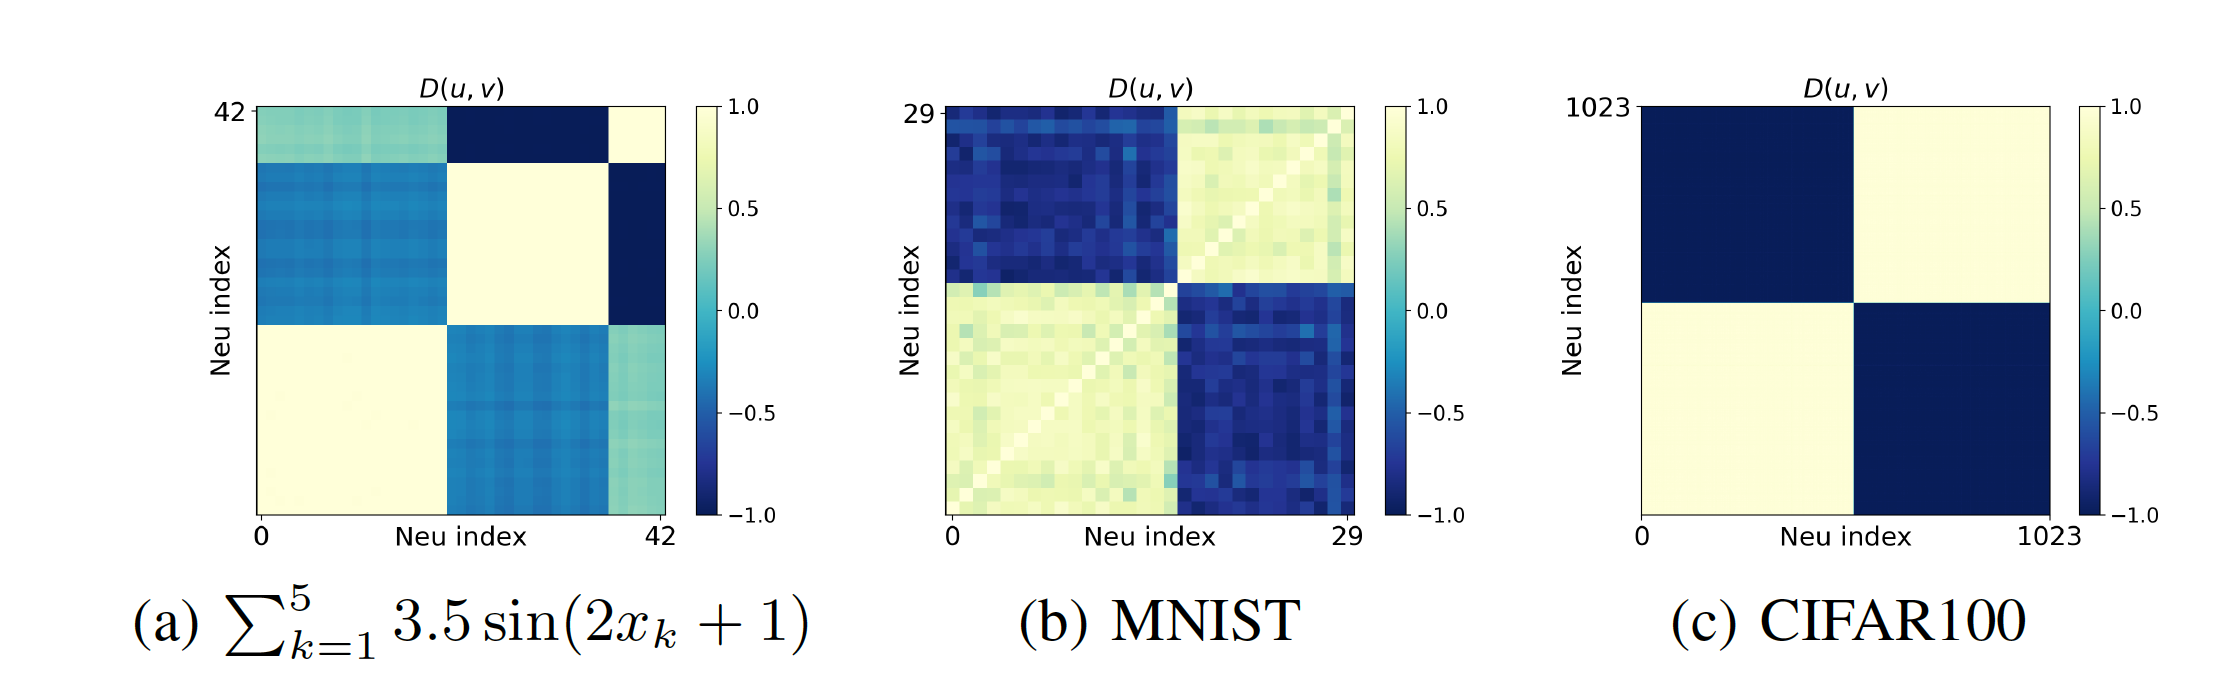 D(u, v)
42
Neu index
0
Neu index
42
1.0
0.5
0.0
−0.5
−1.0
(a) ∑_{k=1}^{5} 3.5 sin(2x_k + 1)
D(u, v)
29
Neu index
0
Neu index
29
1.0
0.5
0.0
−0.5
−1.0
(b) MNIST
D(u, v)
1023
Neu index
0
Neu index
1023
1.0
0.5
0.0
−0.5
−1.0
(c) CIFAR100